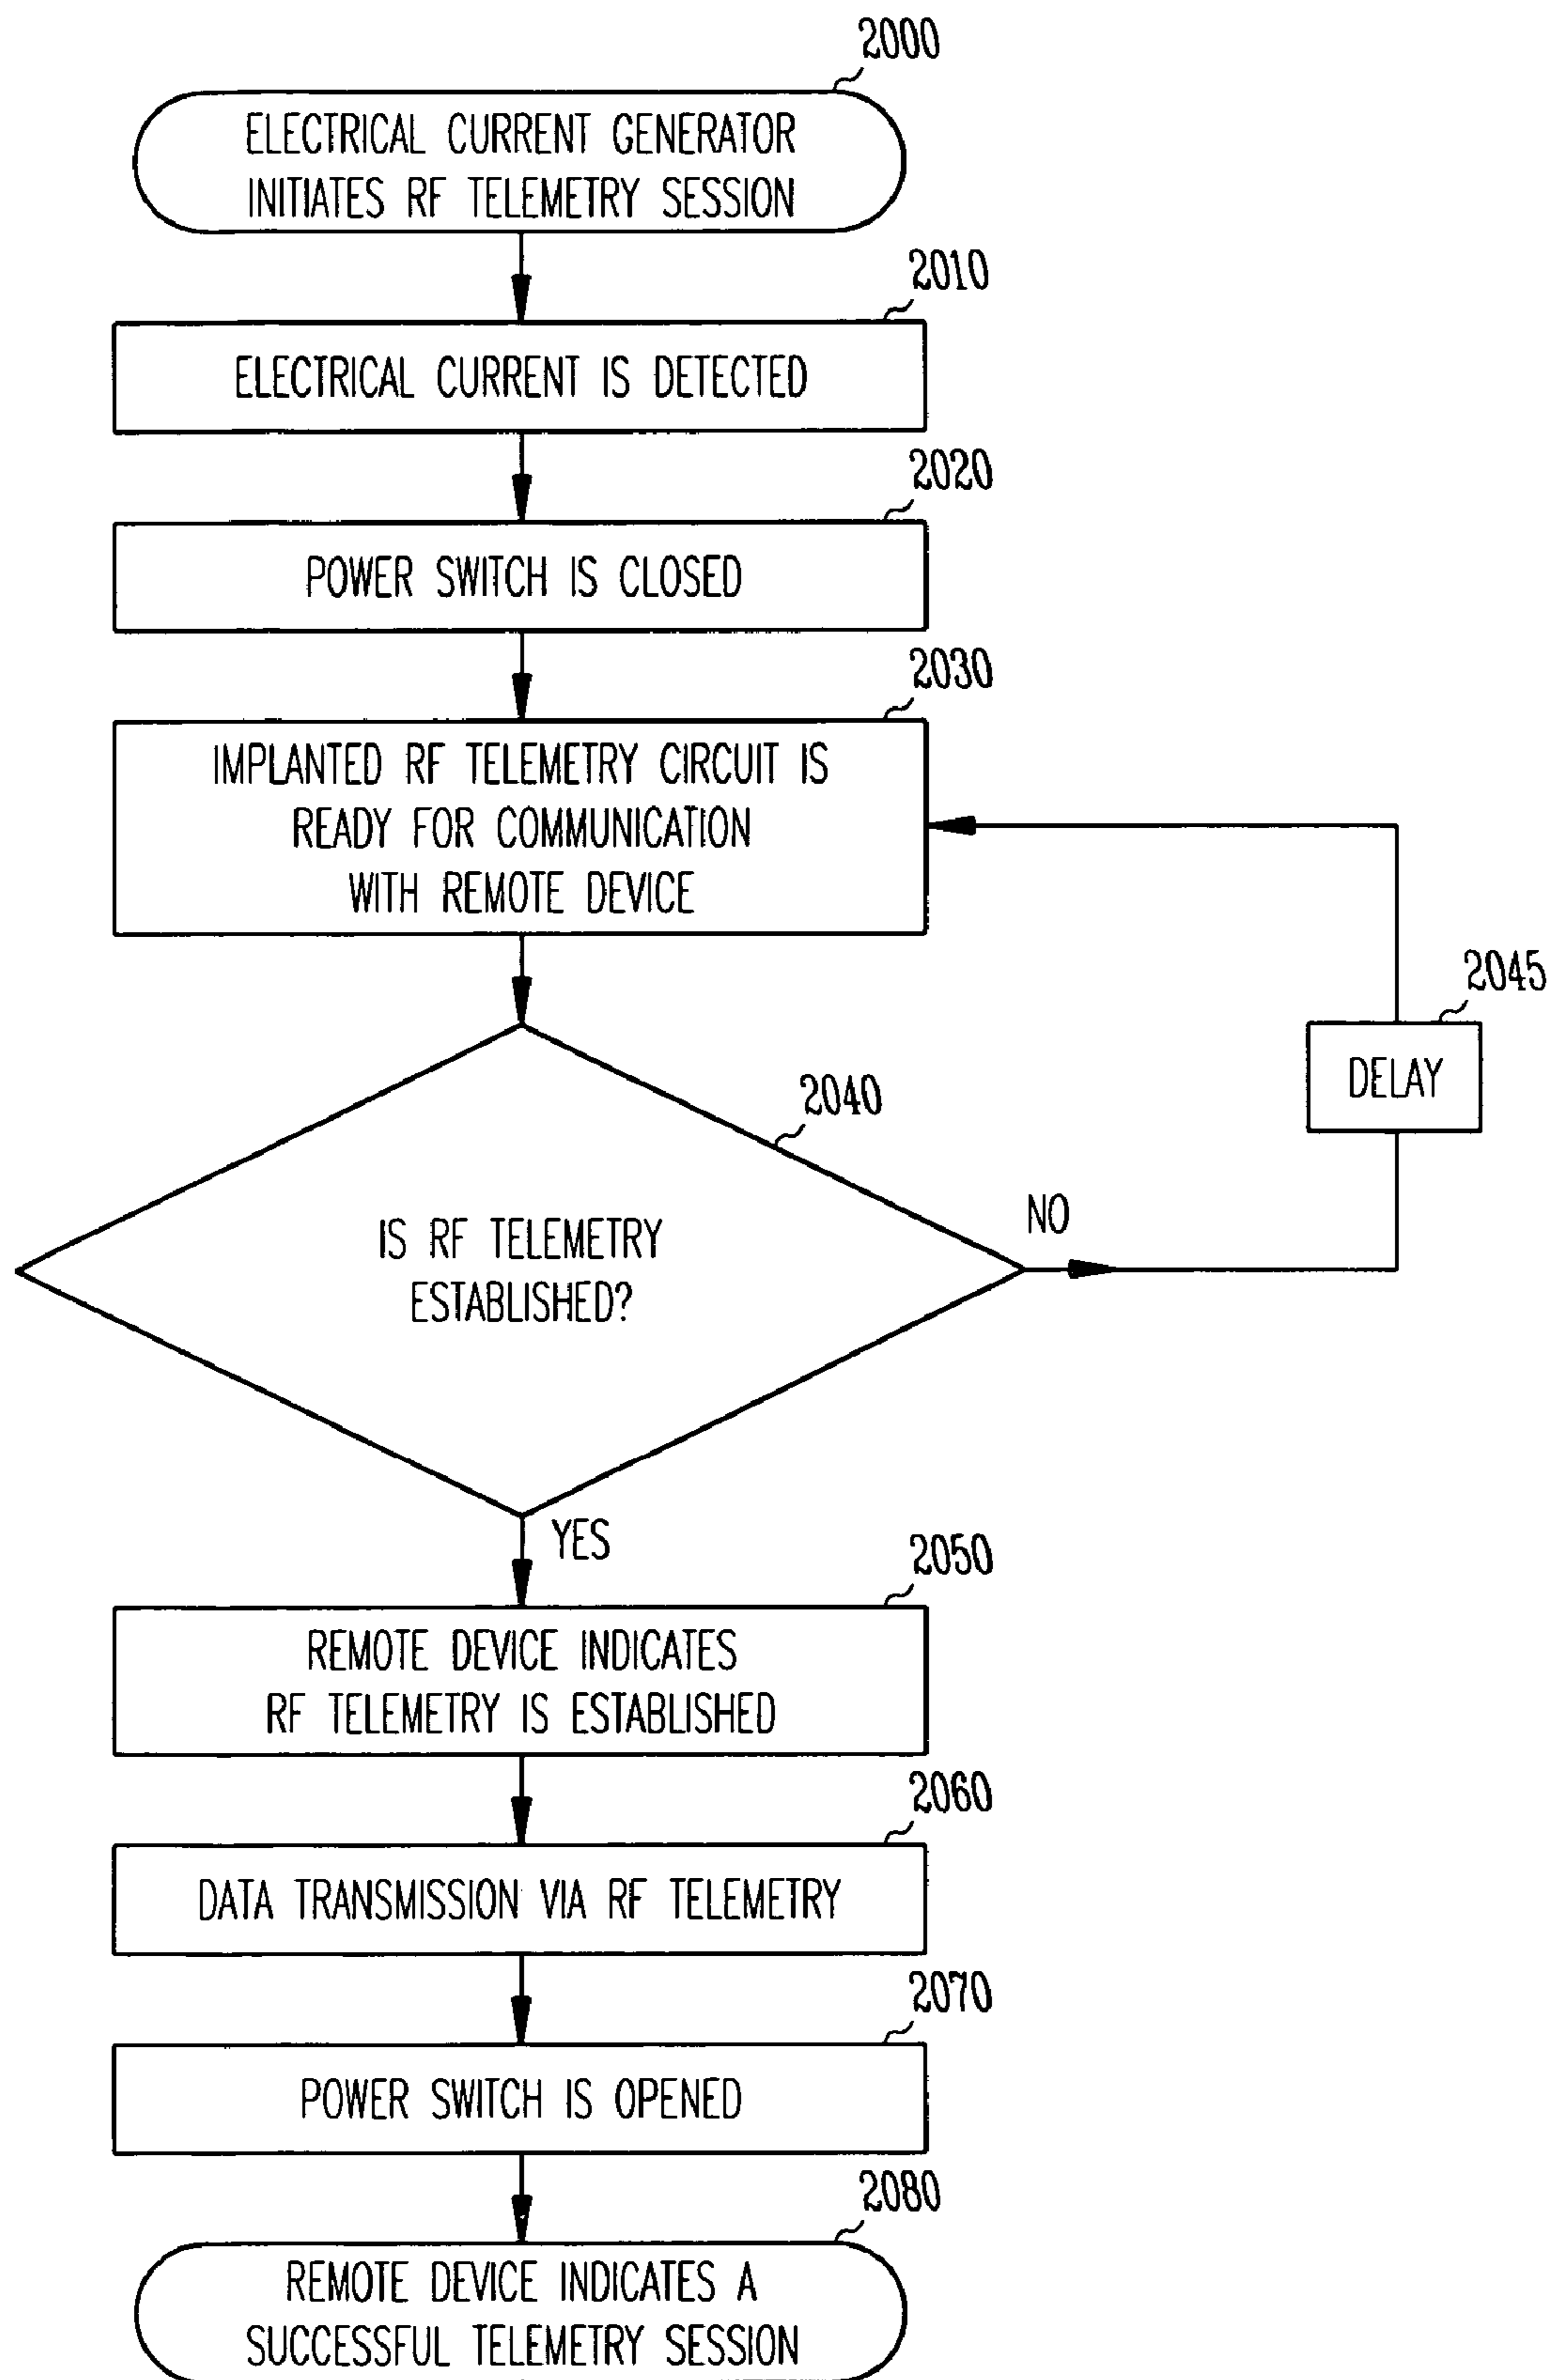 2000
ELECTRICAL CURRENT GENERATOR
INITIATES RF TELEMETRY SESSION
2010
ELECTRICAL CURRENT IS DETECTED
2020
POWER SWITCH IS CLOSED
2030
IMPLANTED RF TELEMETRY CIRCUIT IS
READY FOR COMMUNICATION
WITH REMOTE DEVICE
2045
DELAY
2040
IS RF TELEMETRY
ESTABLISHED?
NO
YES
2050
REMOTE DEVICE INDICATES
RF TELEMETRY IS ESTABLISHED
2060
DATA TRANSMISSION VIA RF TELEMETRY
2070
POWER SWITCH IS OPENED
2080
REMOTE DEVICE INDICATES A
SUCCESSFUL TELEMETRY SESSION